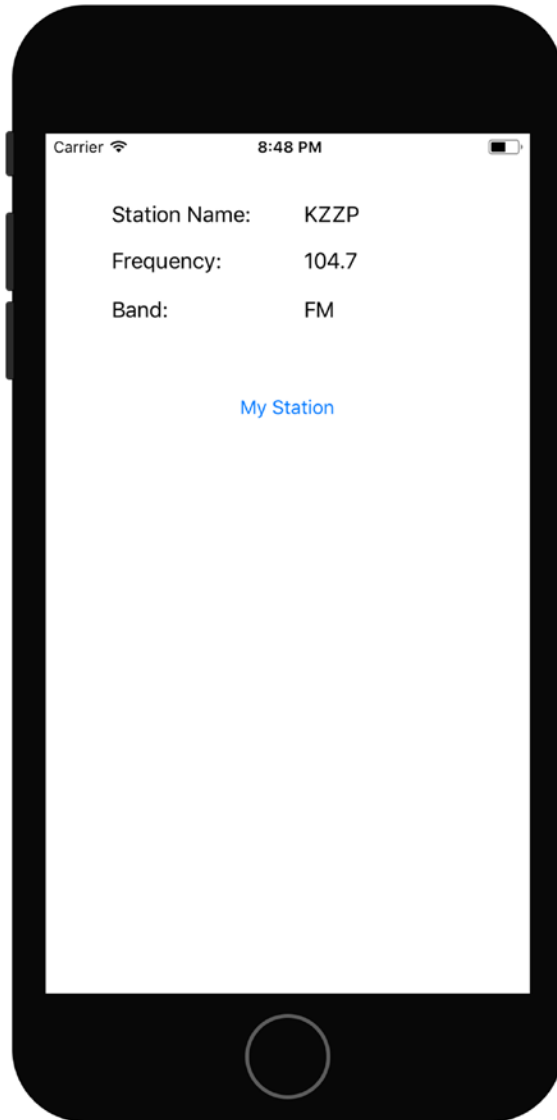 Carrier 8:48 PM
Station Name: KZZP
Frequency: 104.7
Band: FM
My Station